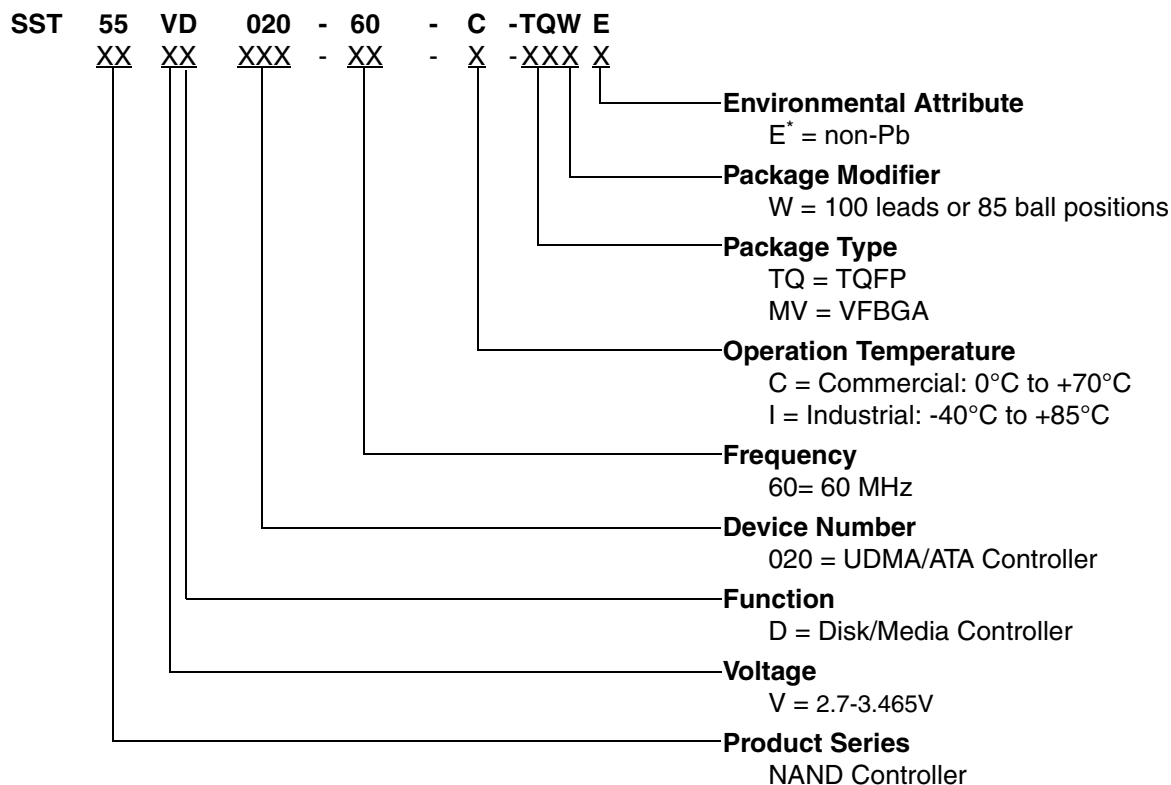 SST 55 VD 020 - 60 - C -TQW E
XX XX XXX - XX - X -XXX X
Environmental Attribute
E* = non-Pb
Package Modifier
W = 100 leads or 85 ball positions
Package Type
TQ = TQFP
MV = VFBGA
Operation Temperature
C = Commercial: 0°C to +70°C
I = Industrial: -40°C to +85°C
Frequency
60= 60 MHz
Device Number
020 = UDMA/ATA Controller
Function
D = Disk/Media Controller
Voltage
V = 2.7-3.465V
Product Series
NAND Controller